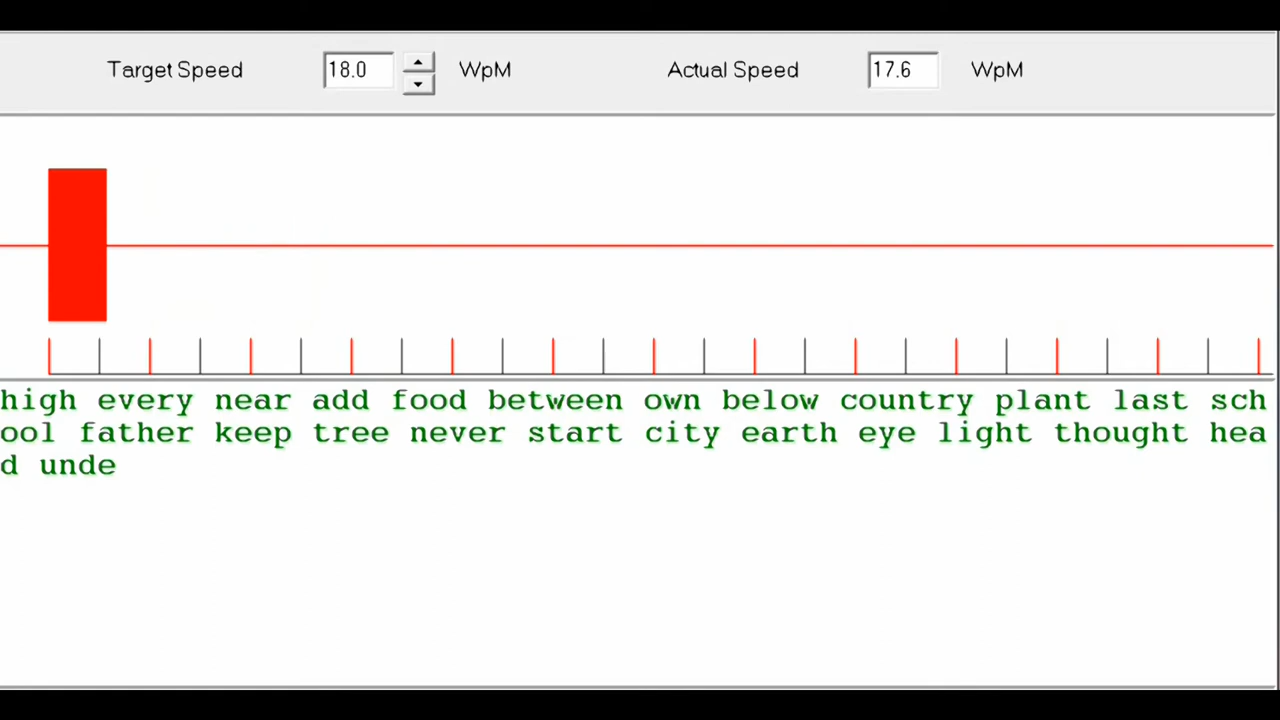 Target Speed 18.0 WpM Actual Speed 17.6 WpM
high every near add food between own below country plant last sch
ool father keep tree never start city earth eye light thought hea
d unde